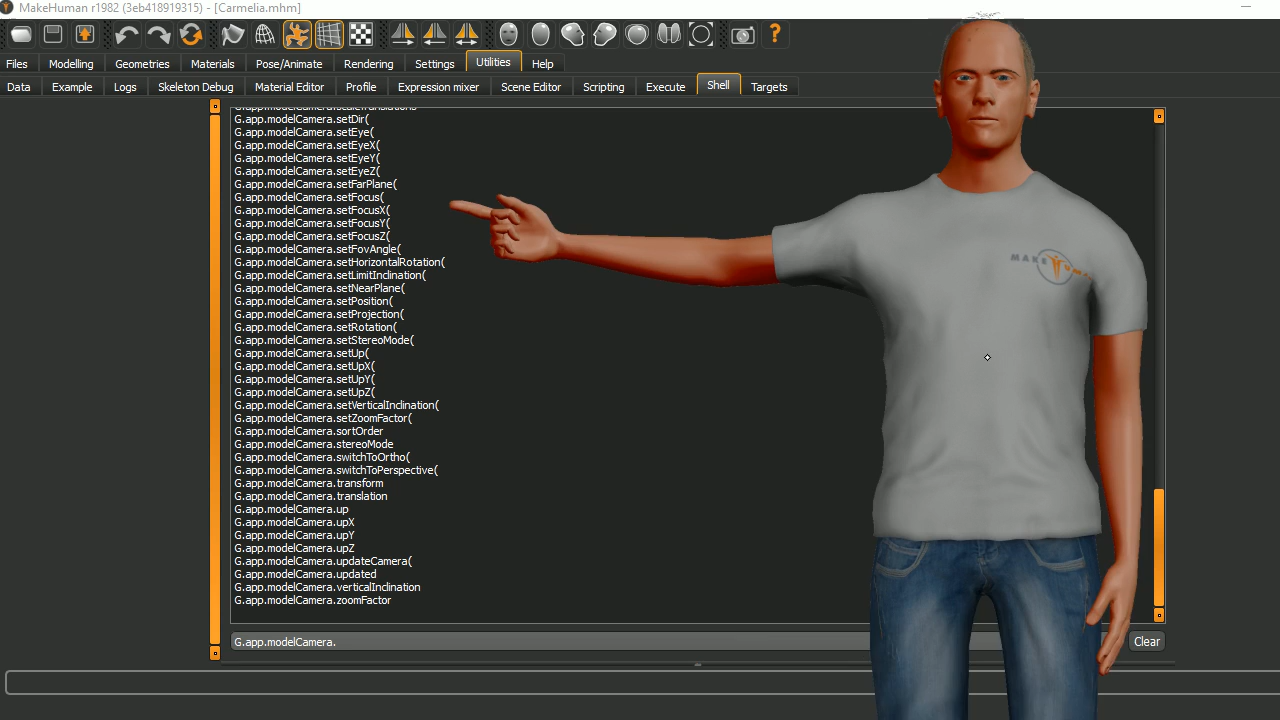 MakeHuman r1982 (3eb418919315) - [Carmelia.mhm]
Files Modelling Geometries Materials Pose/Animate Rendering Settings Utilities Help
Data Example Logs Skeleton Debug Material Editor Profile Expression mixer Scene Editor Scripting Execute Shell Targets
G.app.modelCamera.scaleTranslations
G.app.modelCamera.setDir(
G.app.modelCamera.setEye(
G.app.modelCamera.setEyeX(
G.app.modelCamera.setEyeY(
G.app.modelCamera.setEyeZ(
G.app.modelCamera.setFarPlane(
G.app.modelCamera.setFocus(
G.app.modelCamera.setFocusX(
G.app.modelCamera.setFocusY(
G.app.modelCamera.setFocusZ(
G.app.modelCamera.setFovAngle(
G.app.modelCamera.setHorizontalRotation(
G.app.modelCamera.setLimitInclination(
G.app.modelCamera.setNearPlane(
G.app.modelCamera.setPosition(
G.app.modelCamera.setProjection(
G.app.modelCamera.setRotation(
G.app.modelCamera.setStereoMode(
G.app.modelCamera.setUp(
G.app.modelCamera.setUpX(
G.app.modelCamera.setUpY(
G.app.modelCamera.setUpZ(
G.app.modelCamera.setVerticalInclination(
G.app.modelCamera.setZoomFactor(
G.app.modelCamera.sortOrder
G.app.modelCamera.stereoMode
G.app.modelCamera.switchToOrtho(
G.app.modelCamera.switchToPerspective(
G.app.modelCamera.transform
G.app.modelCamera.translation
G.app.modelCamera.up
G.app.modelCamera.upX
G.app.modelCamera.upY
G.app.modelCamera.upZ
G.app.modelCamera.updateCamera(
G.app.modelCamera.updated
G.app.modelCamera.verticalInclination
G.app.modelCamera.zoomFactor
G.app.modelCamera.
Clear
MAKE